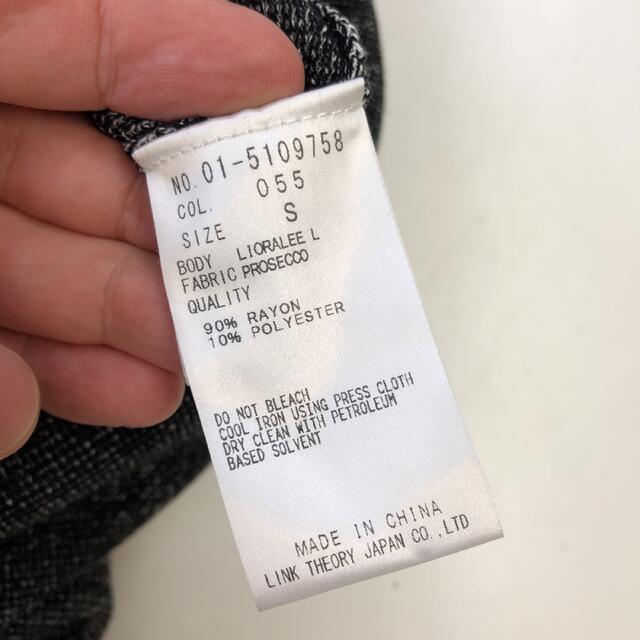 NO. 01-5109758
COL. 055
SIZE S
BODY LIORALEE L
FABRIC PROSECCO
QUALITY
90% RAYON
10% POLYESTER
DO NOT BLEACH
COOL IRON USING PRESS CLOTH
DRY CLEAN WITH PETROLEUM
BASED SOLVENT
MADE IN CHINA
LINK THEORY JAPAN CO.,LTD